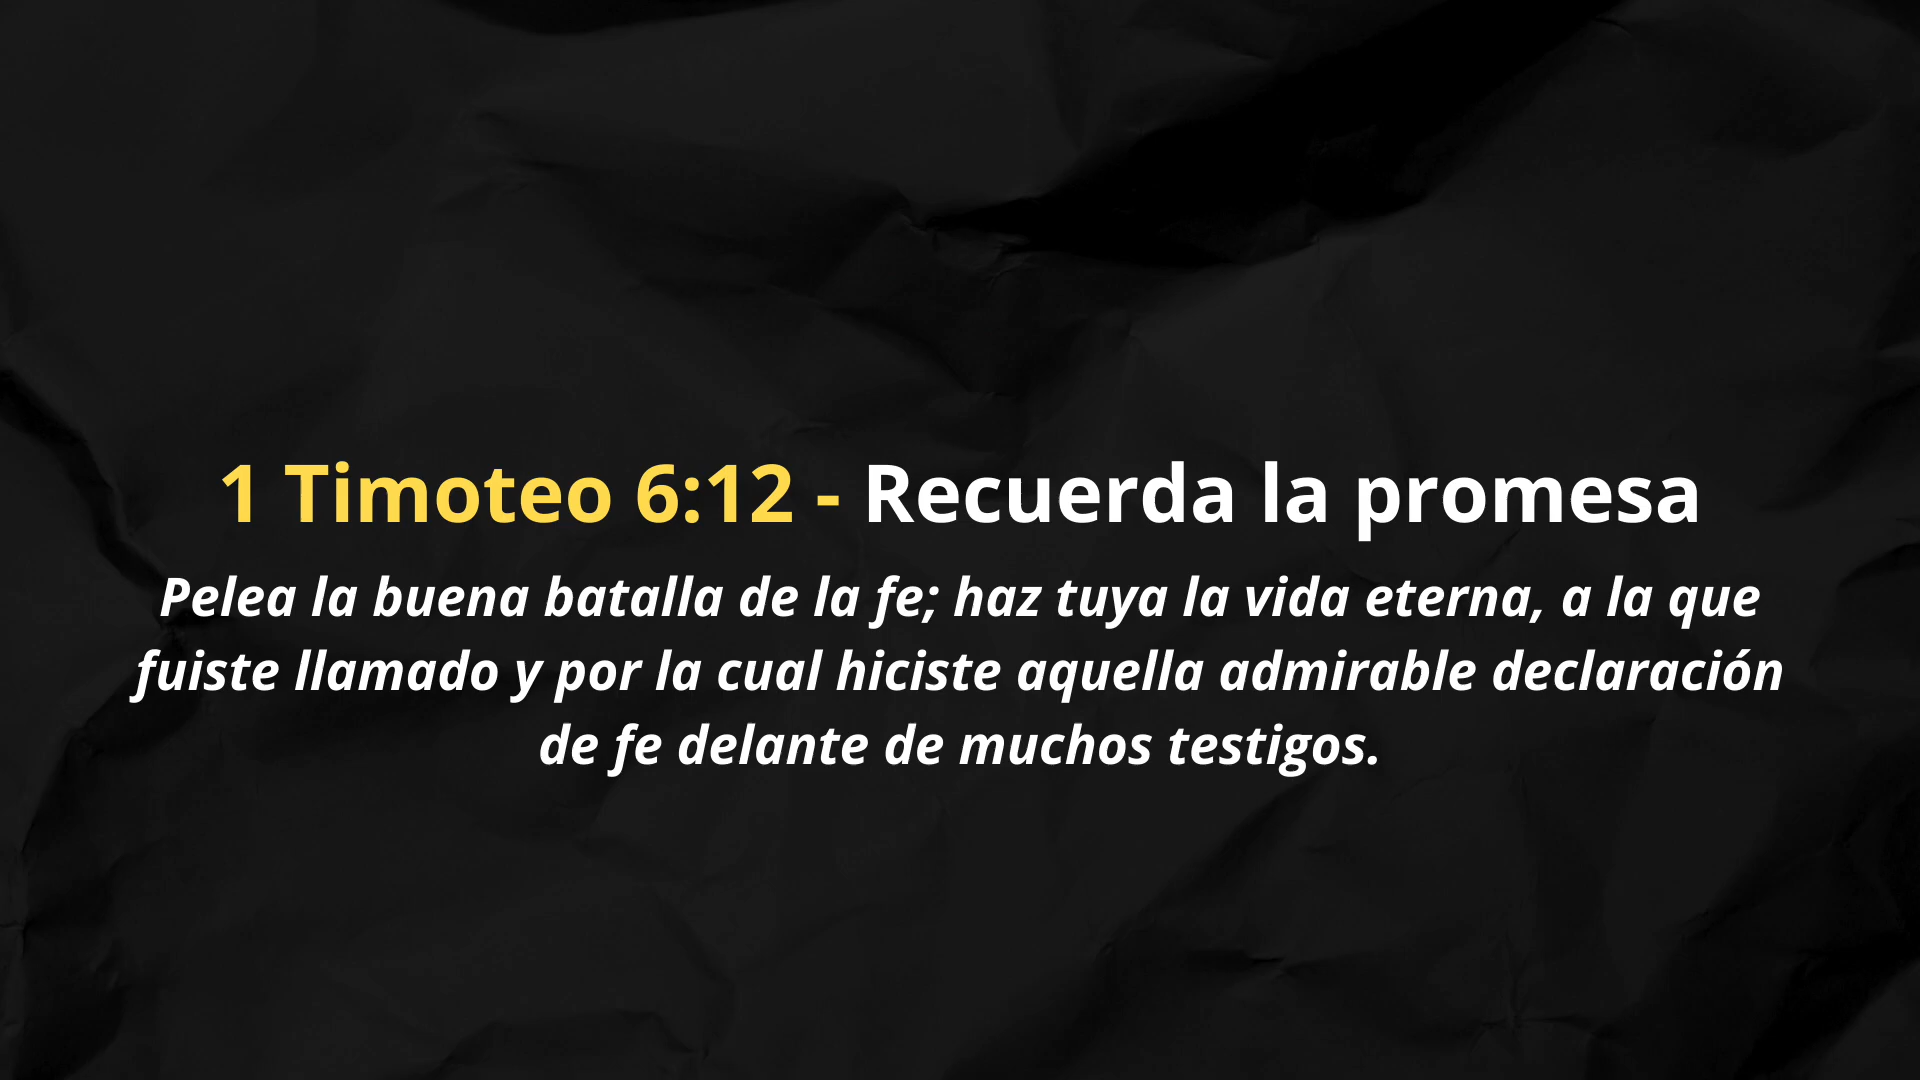 1 Timoteo 6:12 - Recuerda la promesa
Pelea la buena batalla de la fe; haz tuya la vida eterna, a la que
fuiste llamado y por la cual hiciste aquella admirable declaración
de fe delante de muchos testigos.